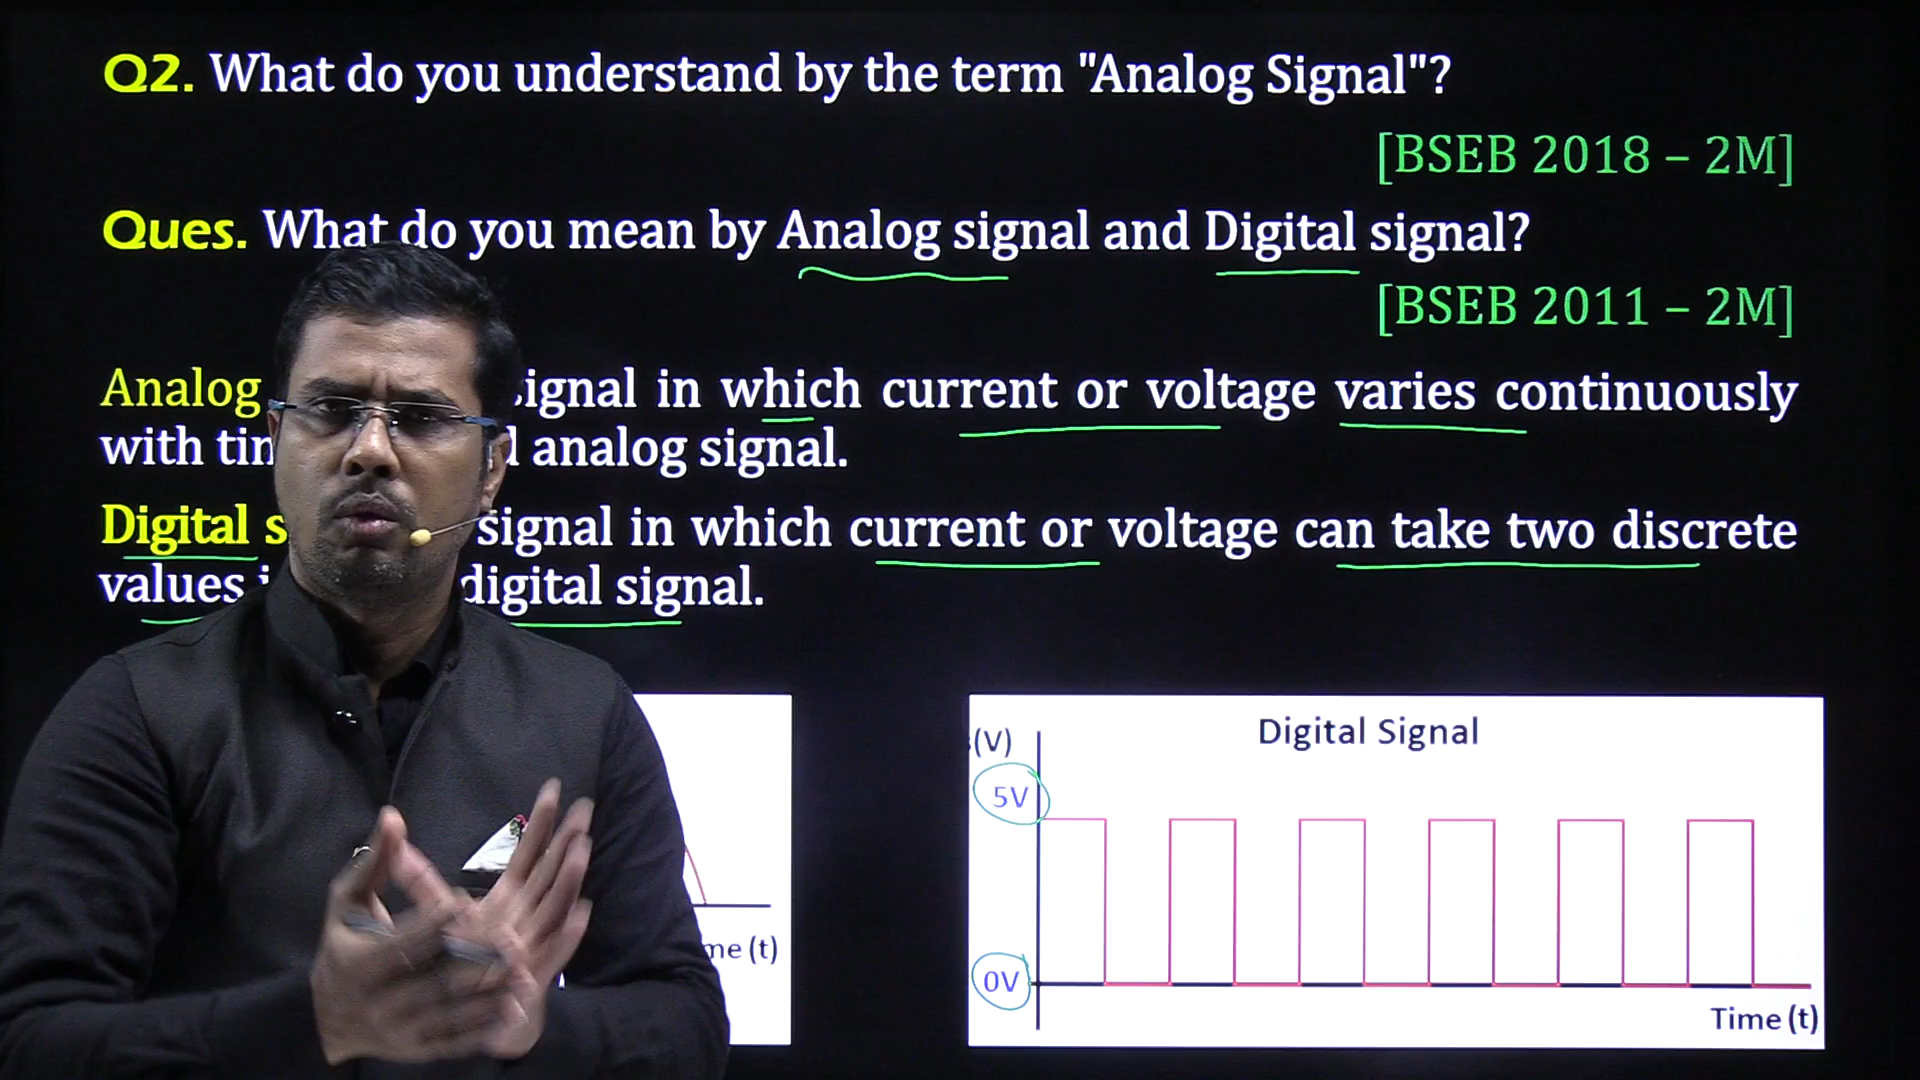 Q2. What do you understand by the term "Analog Signal"?
[BSEB 2018 – 2M]
Ques. What do you mean by Analog signal and Digital signal?
[BSEB 2011 – 2M]
Analog signal in which current or voltage varies continuously
with analog signal.
Digital signal in which current or voltage can take two discrete
values digital signal.
Digital Signal
(V)
5V
0V
Time (t)
(t)